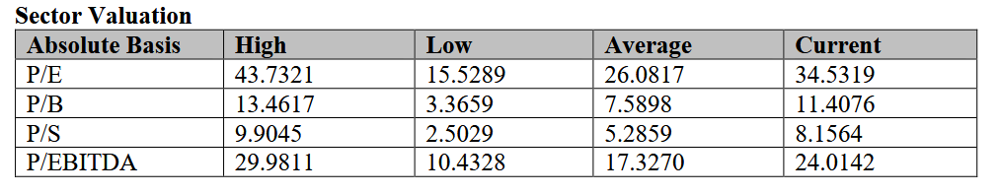 Sector Valuation
Absolute Basis High Low Average Current
P/E 43.7321 15.5289 26.0817 34.5319
P/B 13.4617 3.3659 7.5898 11.4076
P/S 9.9045 2.5029 5.2859 8.1564
P/EBITDA 29.9811 10.4328 17.3270 24.0142